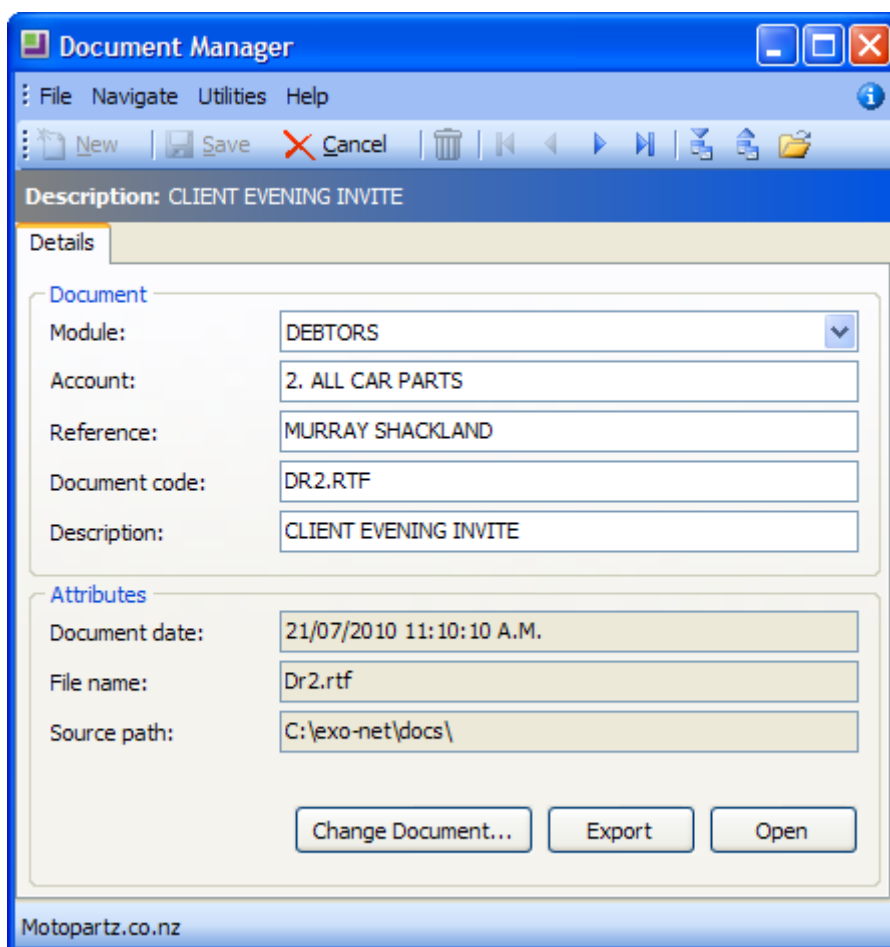 Document Manager
File Navigate Utilities Help
New Save Cancel
Description: CLIENT EVENING INVITE
Details
Document
Module: DEBTORS
Account: 2. ALL CAR PARTS
Reference: MURRAY SHACKLAND
Document code: DR2.RTF
Description: CLIENT EVENING INVITE
Attributes
Document date: 21/07/2010 11:10:10 A.M.
File name: Dr2.rtf
Source path: C:\exo-net\docs\
Change Document... Export Open
Motopartz.co.nz